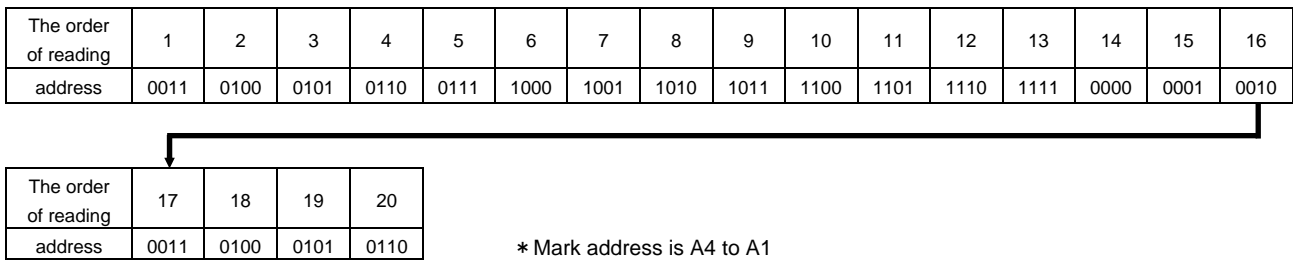 The order
of reading 1 2 3 4 5 6 7 8 9 10 11 12 13 14 15 16
address 0011 0100 0101 0110 0111 1000 1001 1010 1011 1100 1101 1110 1111 0000 0001 0010
The order
of reading 17 18 19 20
address 0011 0100 0101 0110
* Mark address is A4 to A1